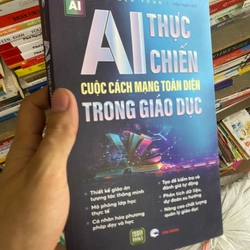 AI
AI THỰC
CHIẾN
CUỘC CÁCH MẠNG TOÀN DIỆN
TRONG GIÁO DỤC
• Thiết kế giáo án
tương tác thông minh
• Mô phỏng lớp học
thực tế
• Cá nhân hóa phương
pháp dạy và học
• Tạo đề kiểm tra và
đánh giá tự động
• Phân tích dữ liệu,
dự đoán xu hướng
• Nâng cao chất lượng
quản lý giáo dục